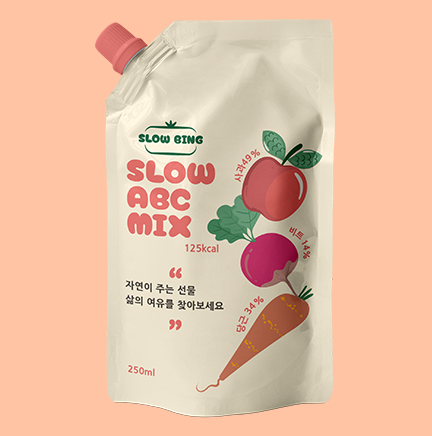 SLOW BING
SLOW
ABC
MIX
125kcal
사과49%
비트 14%
당근 34%
“
자연이 주는 선물
삶의 여유를 찾아보세요
”
250ml